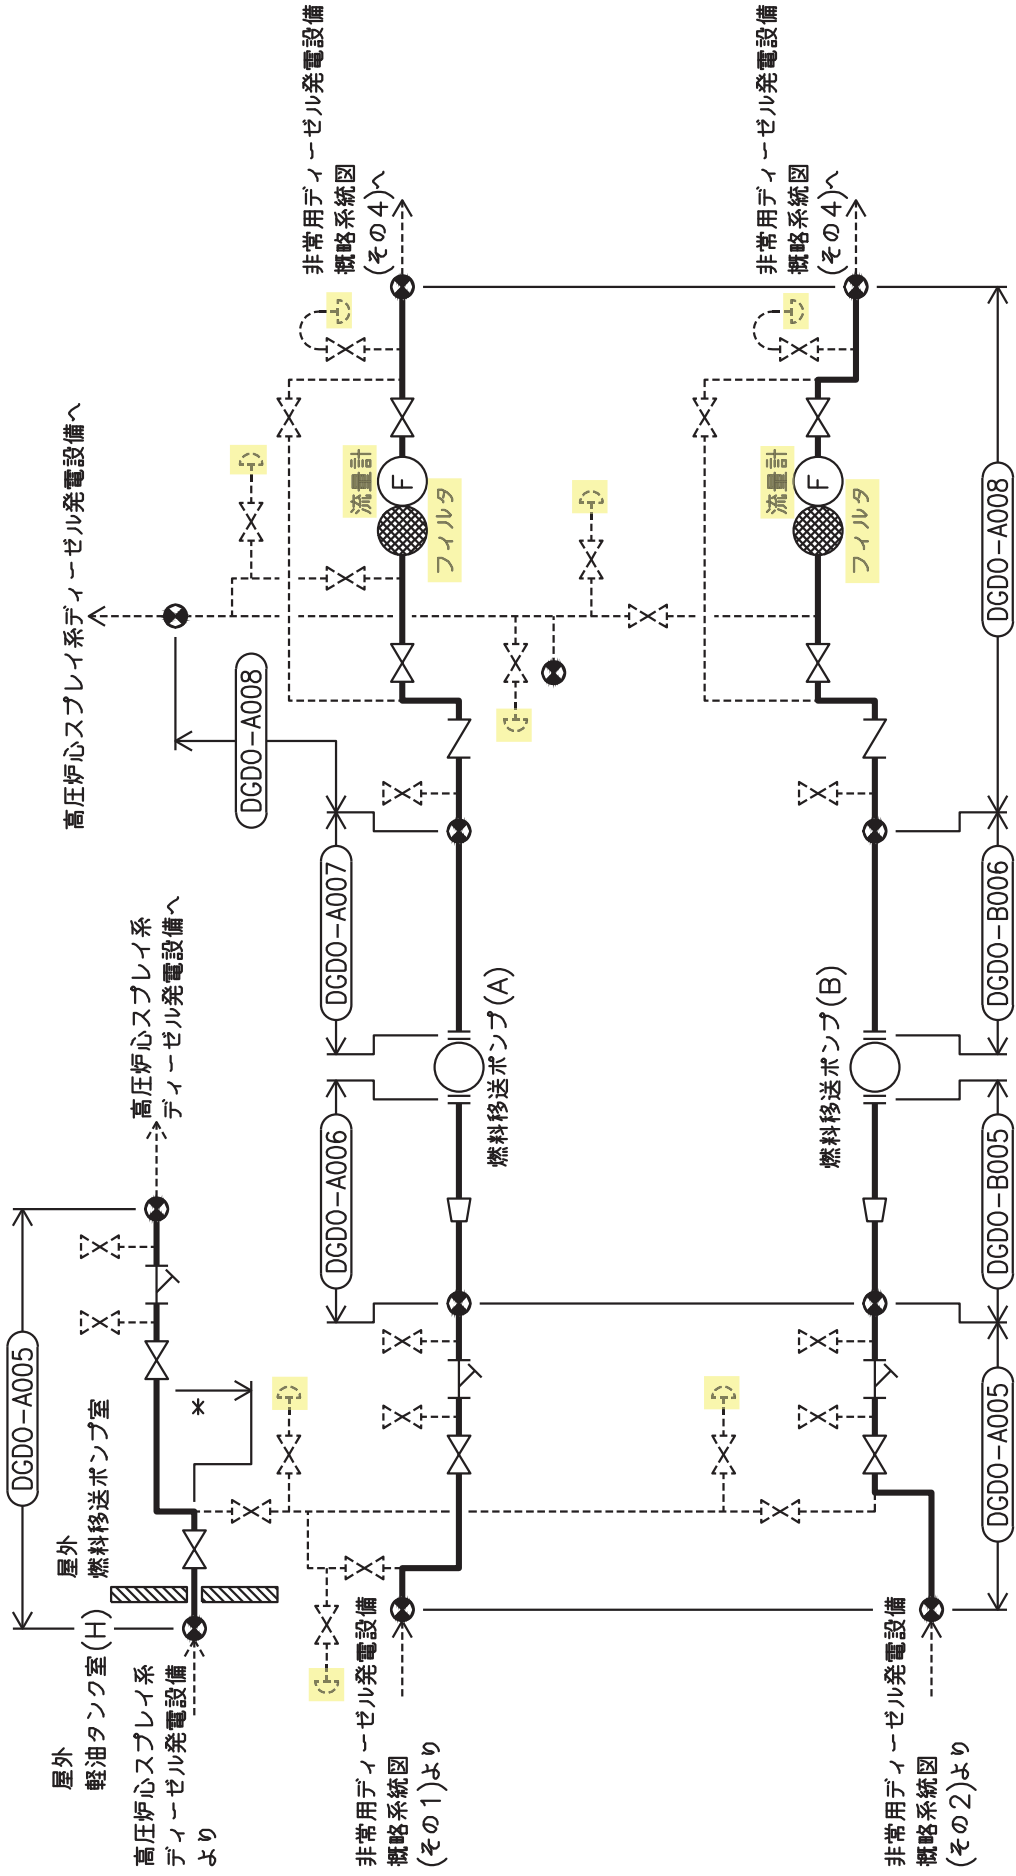 屋外
軽油タンク室(H)
屋外
燃料移送ポンプ室
高圧炉心スプレイ系
ディーゼル発電設備
より
DGDO-A005
*
高圧炉心スプレイ系
ディーゼル発電設備へ
高圧炉心スプレイ系ディーゼル発電設備へ
DGDO-A008
非常用ディーゼル発電設備
概略系統図
(その1)より
DGDO-A006
燃料移送ポンプ(A)
DGDO-A007
流量計
F
フィルタ
非常用ディーゼル発電設備
概略系統図
(その4)へ
非常用ディーゼル発電設備
概略系統図
(その2)より
燃料移送ポンプ(B)
流量計
F
フィルタ
非常用ディーゼル発電設備
概略系統図
(その4)へ
DGDO-A005
DGDO-B005
DGDO-B006
DGDO-A008